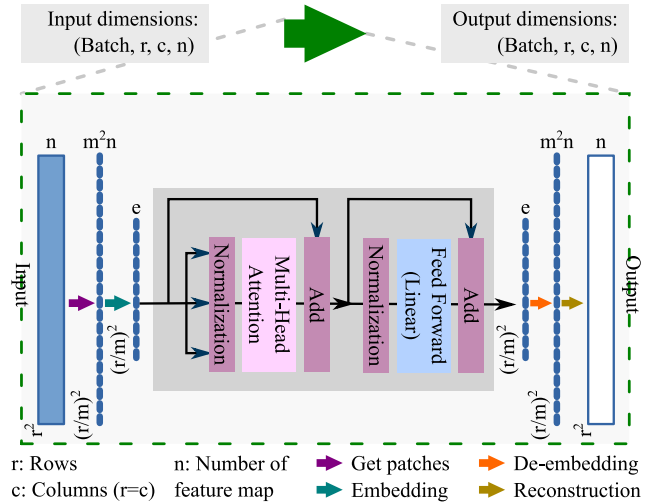 Input dimensions:
(Batch, r, c, n)
Output dimensions:
(Batch, r, c, n)
n
m²n
e
Input
r²
(r/m)²
(r/m)²
Normalization
Multi-Head
Attention
Add
Normalization
Feed Forward
(Linear)
Add
e
m²n
n
(r/m)²
(r/m)²
r²
Output
r: Rows
c: Columns (r=c)
n: Number of
feature map
Get patches
Embedding
De-embedding
Reconstruction